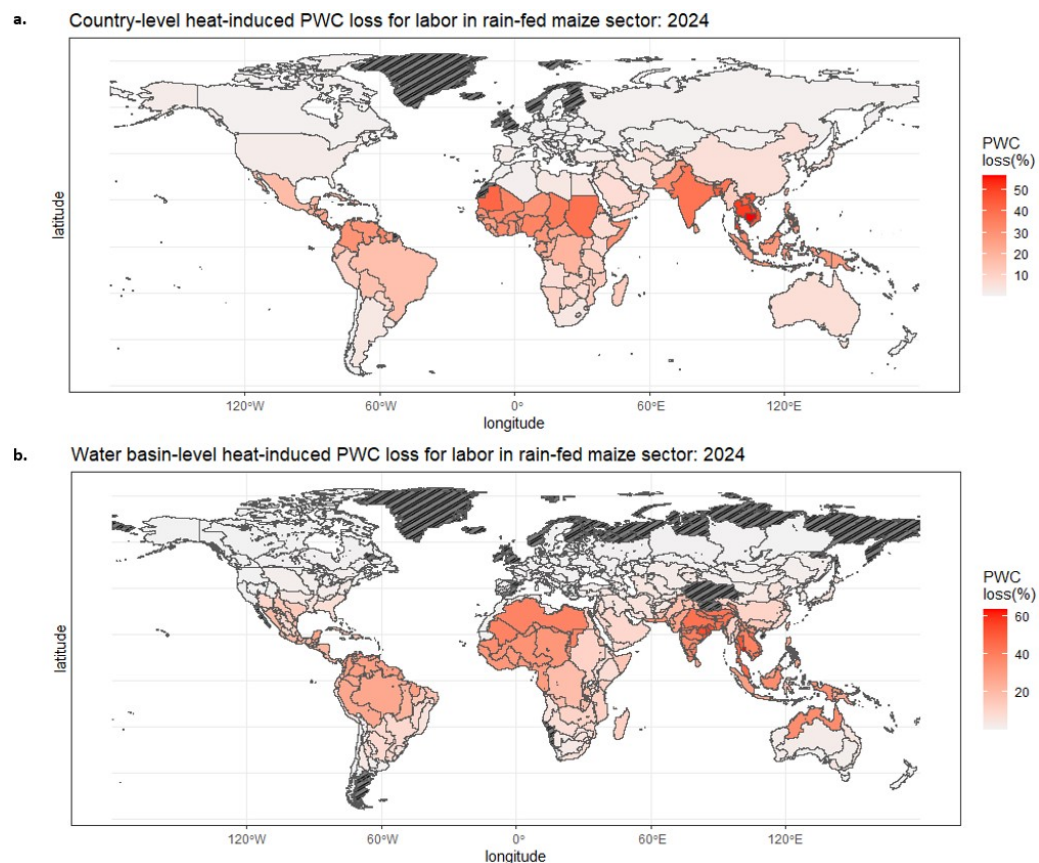 a. Country-level heat-induced PWC loss for labor in rain-fed maize sector: 2024
latitude
PWC
loss(%)
50
40
30
20
10
120°W 60°W 0° 60°E 120°E
longitude
b. Water basin-level heat-induced PWC loss for labor in rain-fed maize sector: 2024
latitude
PWC
loss(%)
60
40
20
120°W 60°W 0° 60°E 120°E
longitude